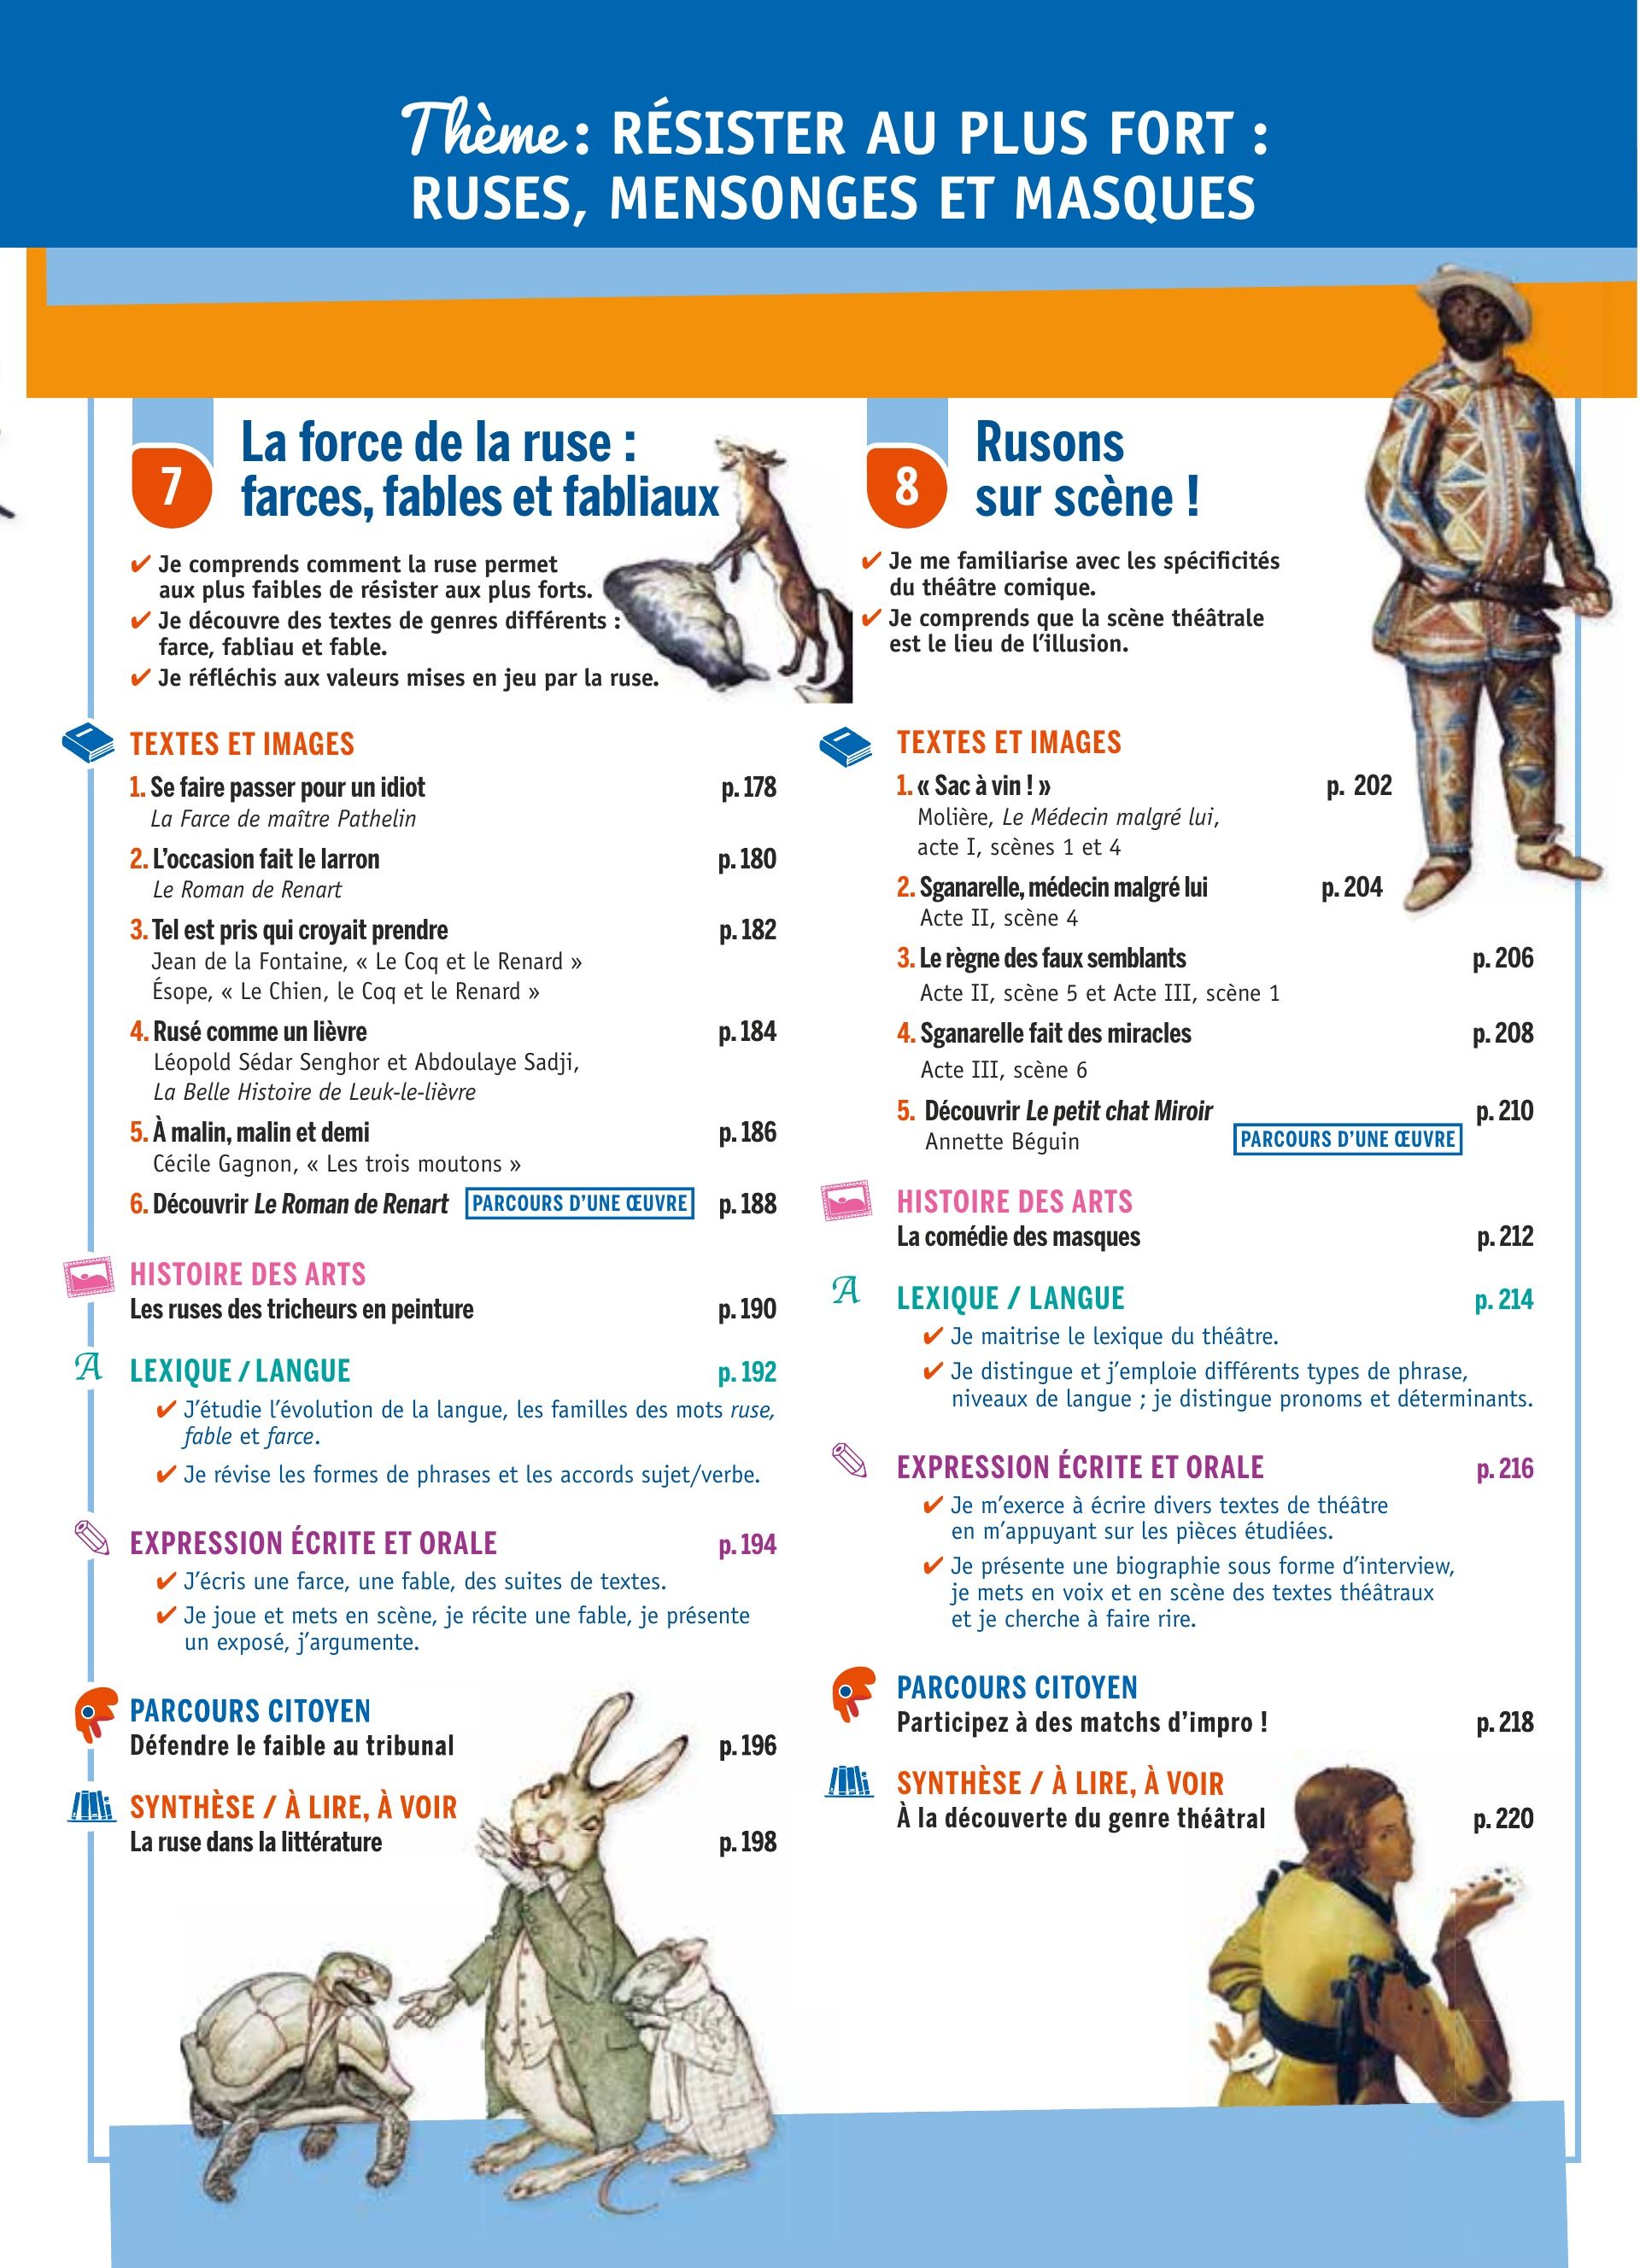 Thème : RÉSISTER AU PLUS FORT :
RUSES, MENSONGES ET MASQUES
7
La force de la ruse :
farces, fables et fabliaux
✔ Je comprends comment la ruse permet
aux plus faibles de résister aux plus forts.
✔ Je découvre des textes de genres différents :
farce, fabliau et fable.
✔ Je réfléchis aux valeurs mises en jeu par la ruse.
TEXTES ET IMAGES
1. Se faire passer pour un idiot p. 178
La Farce de maître Pathelin
2. L'occasion fait le larron p. 180
Le Roman de Renart
3. Tel est pris qui croyait prendre p. 182
Jean de la Fontaine, « Le Coq et le Renard »
Ésope, « Le Chien, le Coq et le Renard »
4. Rusé comme un lièvre p. 184
Léopold Sédar Senghor et Abdoulaye Sadji,
La Belle Histoire de Leuk-le-lièvre
5. À malin, malin et demi p. 186
Cécile Gagnon, « Les trois moutons »
6. Découvrir Le Roman de Renart PARCOURS D'UNE ŒUVRE p. 188
HISTOIRE DES ARTS
Les ruses des tricheurs en peinture p. 190
A LEXIQUE / LANGUE p. 192
✔ J'étudie l'évolution de la langue, les familles des mots ruse,
fable et farce.
✔ Je révise les formes de phrases et les accords sujet/verbe.
EXPRESSION ÉCRITE ET ORALE p. 194
✔ J'écris une farce, une fable, des suites de textes.
✔ Je joue et mets en scène, je récite une fable, je présente
un exposé, j'argumente.
PARCOURS CITOYEN
Défendre le faible au tribunal p. 196
SYNTHÈSE / À LIRE, À VOIR
La ruse dans la littérature p. 198
8
Rusons
sur scène !
✔ Je me familiarise avec les spécificités
du théâtre comique.
✔ Je comprends que la scène théâtrale
est le lieu de l'illusion.
TEXTES ET IMAGES
1. « Sac à vin ! » p. 202
Molière, Le Médecin malgré lui,
acte I, scènes 1 et 4
2. Sganarelle, médecin malgré lui p. 204
Acte II, scène 4
3. Le règne des faux semblants p. 206
Acte II, scène 5 et Acte III, scène 1
4. Sganarelle fait des miracles p. 208
Acte III, scène 6
5. Découvrir Le petit chat Miroir p. 210
Annette Béguin PARCOURS D'UNE ŒUVRE
HISTOIRE DES ARTS
La comédie des masques p. 212
A LEXIQUE / LANGUE p. 214
✔ Je maitrise le lexique du théâtre.
✔ Je distingue et j'emploie différents types de phrase,
niveaux de langue ; je distingue pronoms et déterminants.
EXPRESSION ÉCRITE ET ORALE p. 216
✔ Je m'exerce à écrire divers textes de théâtre
en m'appuyant sur les pièces étudiées.
✔ Je présente une biographie sous forme d'interview,
je mets en voix et en scène des textes théâtraux
et je cherche à faire rire.
PARCOURS CITOYEN
Participez à des matchs d'impro ! p. 218
SYNTHÈSE / À LIRE, À VOIR
À la découverte du genre théâtral p. 220